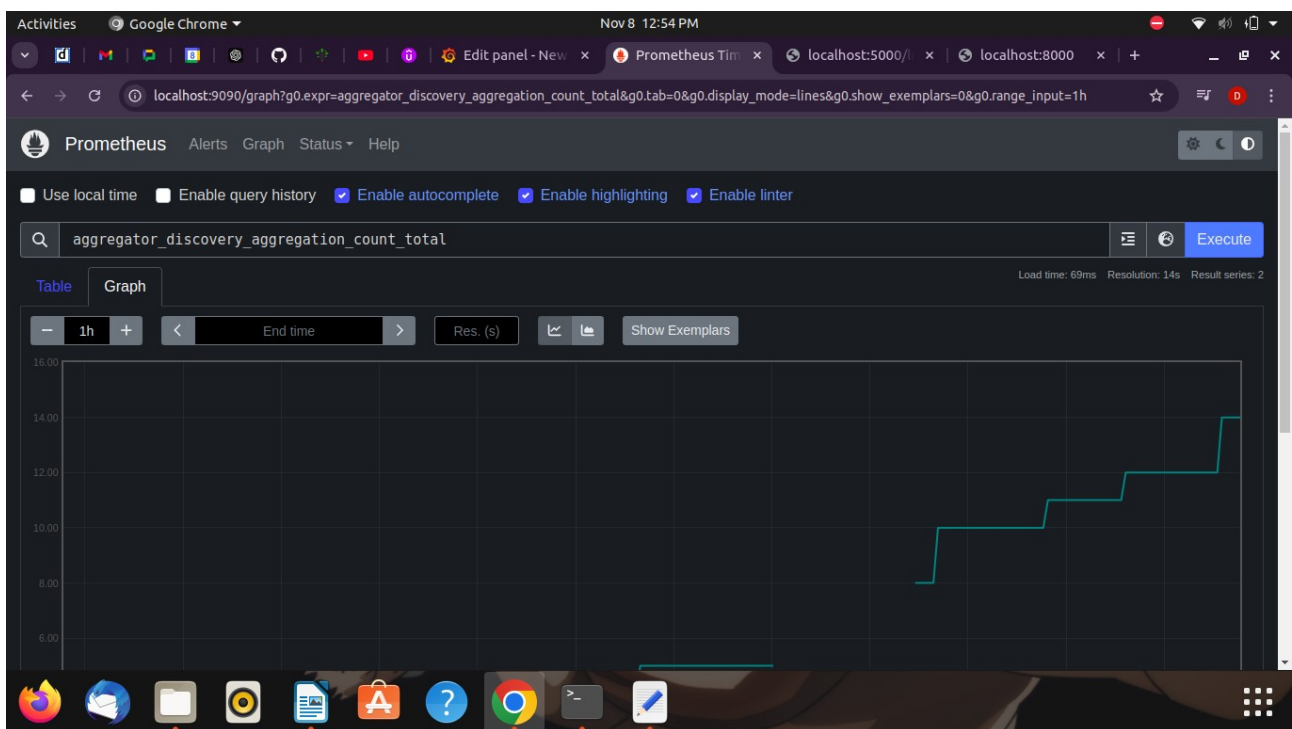 Activities Google Chrome Nov 8 12:54 PM
Edit panel - New Prometheus Tim localhost:5000/ localhost:8000
localhost:9090/graph?g0.expr=aggregator_discovery_aggregation_count_total&g0.tab=0&g0.display_mode=lines&g0.show_exemplars=0&g0.range_input=1h D
Prometheus Alerts Graph Status Help
Use local time Enable query history Enable autocomplete Enable highlighting Enable linter
aggregator_discovery_aggregation_count_total Execute
Table Graph Load time: 69ms Resolution: 14s Result series: 2
1h End time Res. (s) Show Exemplars
16.00
14.00
12.00
10.00
8.00
6.00